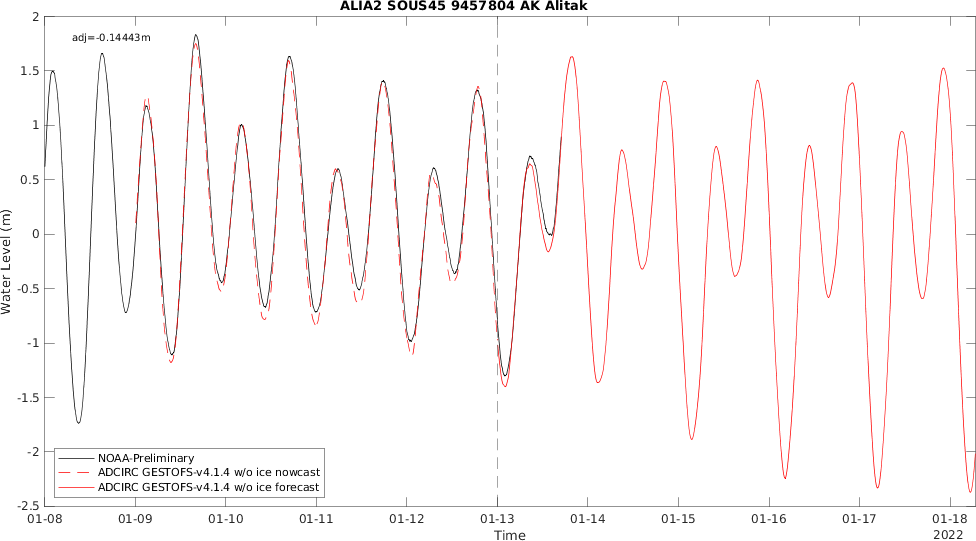 ALIA2 SOUS45 9457804 AK Alitak
adj=-0.14443m
2
1.5
1
0.5
0
-0.5
-1
-1.5
-2
-2.5
Water Level (m)
NOAA-Preliminary
ADCIRC GESTOFS-v4.1.4 w/o ice nowcast
ADCIRC GESTOFS-v4.1.4 w/o ice forecast
01-08 01-09 01-10 01-11 01-12 01-13 01-14 01-15 01-16 01-17 01-18
Time
2022